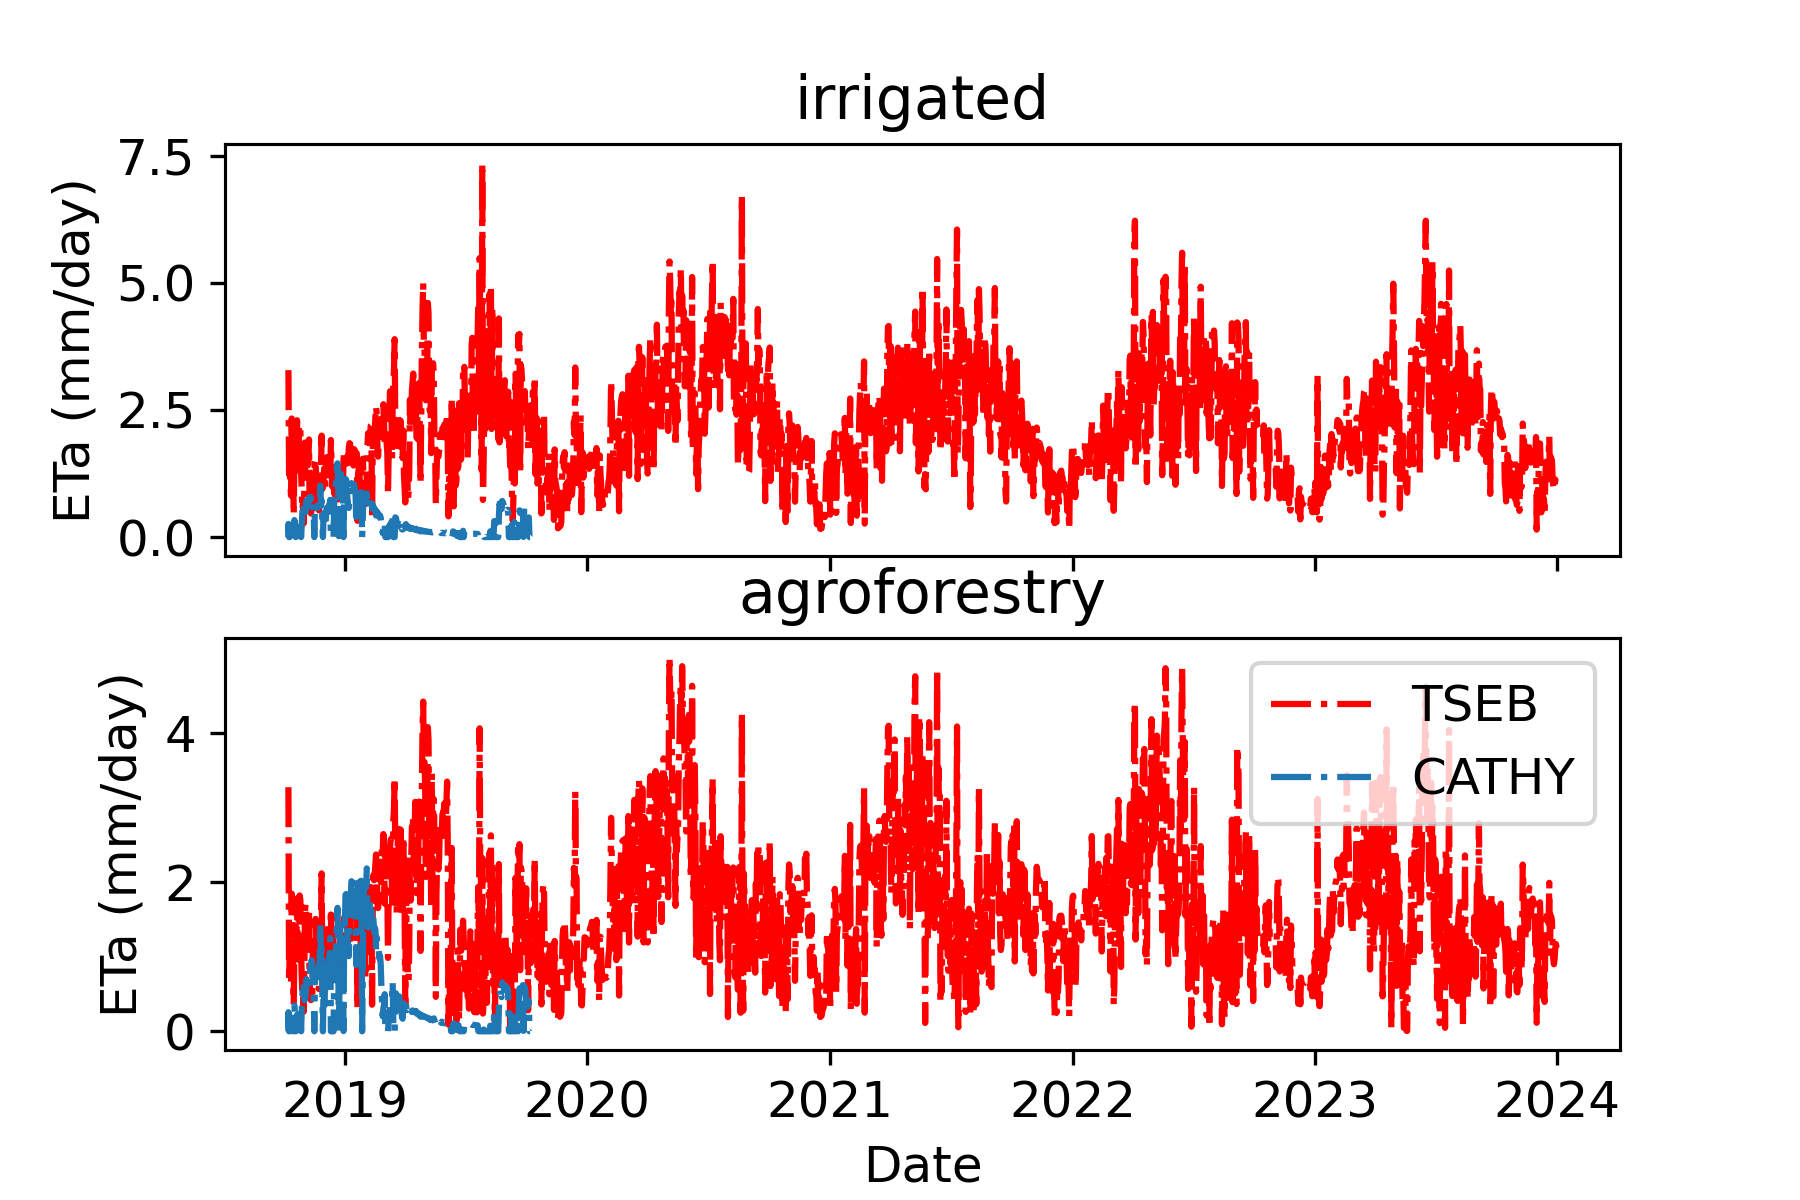 irrigated
ETa (mm/day)
7.5
5.0
2.5
0.0
agroforestry
ETa (mm/day)
4
2
0
TSEB
CATHY
2019 2020 2021 2022 2023 2024
Date